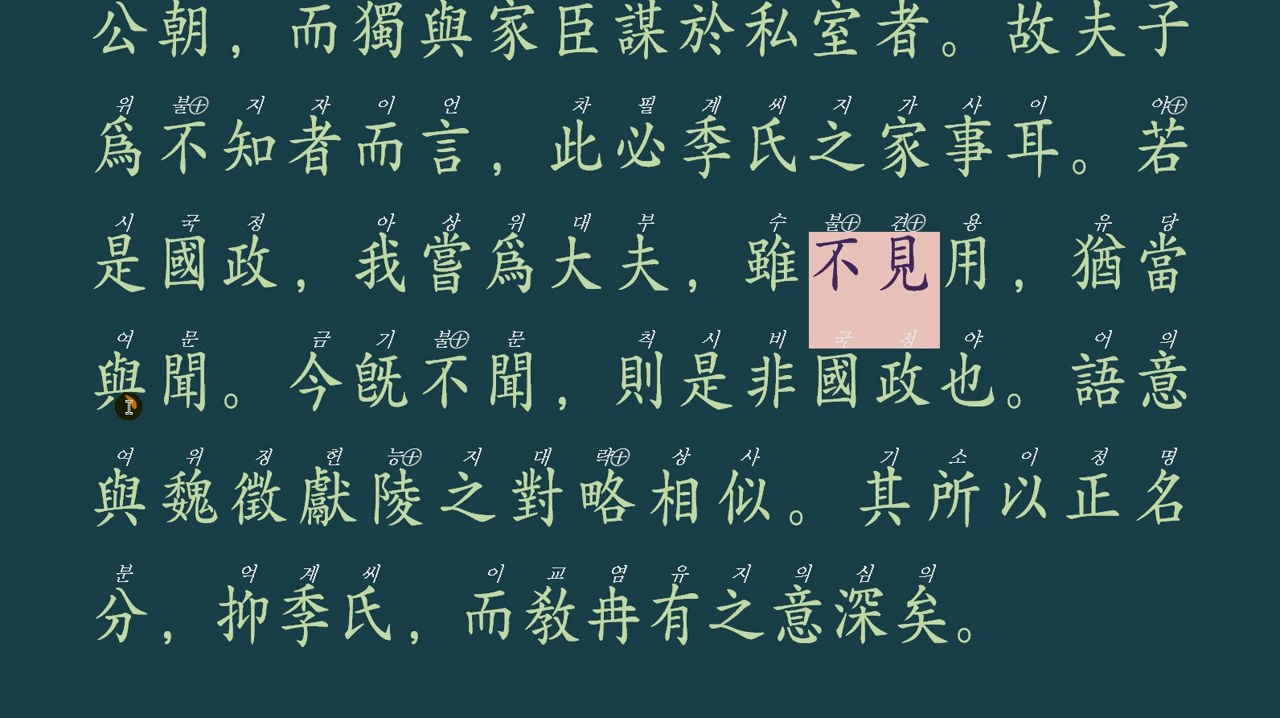 公朝，而獨與家臣謀於私室者。故夫子
위 불⊕ 지 자 이 언 차 필 계 씨 지 가 사 이 야⊕
爲不知者而言，此必季氏之家事耳。若
시 국 정 아 상 위 대 부 수 불⊕ 견⊕ 용 유 당
是國政，我嘗爲大夫，雖不見用，猶當
여 문 금 기 불⊕ 문 척 시 비 국 정 야 어 의
與聞。今旣不聞，則是非國政也。語意
여 위 징 헌 능⊕ 지 대 략⊕ 상 사 기 소 이 정 명
與魏徵獻陵之對略相似。其所以正名
분 억 계 씨 이 교 염 유 지 의 심 의
分，抑季氏，而敎冉有之意深矣。